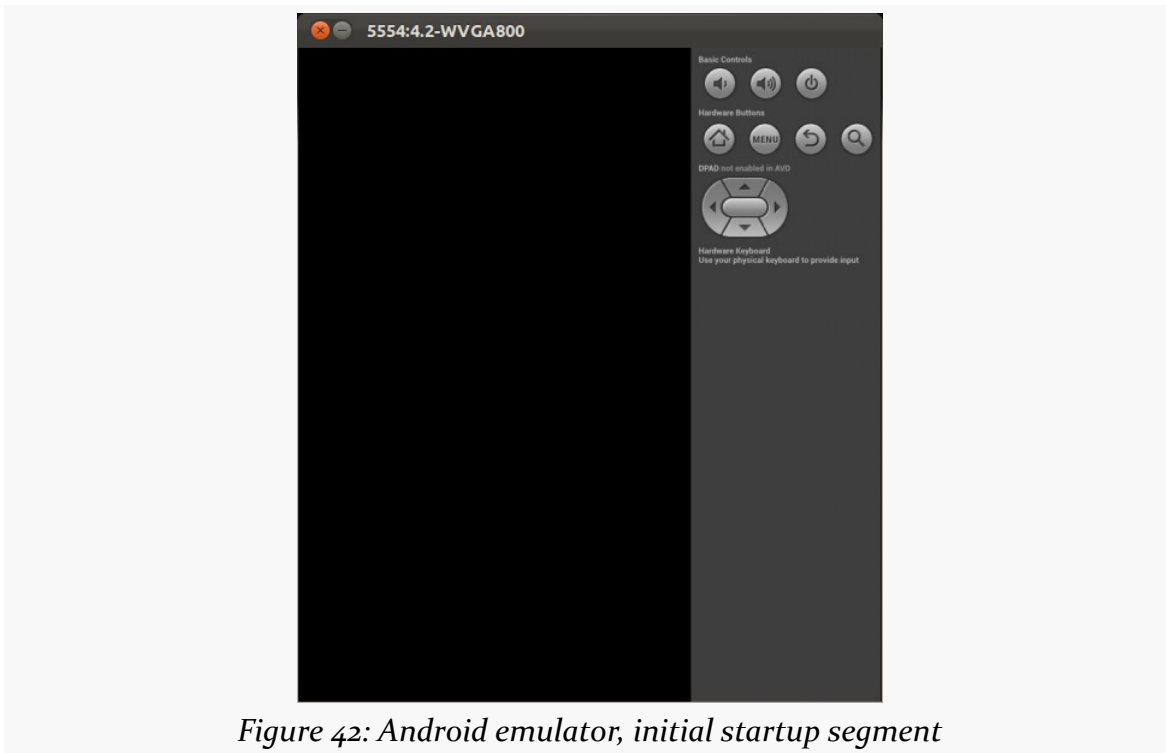 5554:4.2-WVGA800
Basic Controls
Hardware Buttons
MENU
DPAD not enabled in AVD
Hardware Keyboard
Use your physical keyboard to provide input
Figure 42: Android emulator, initial startup segment